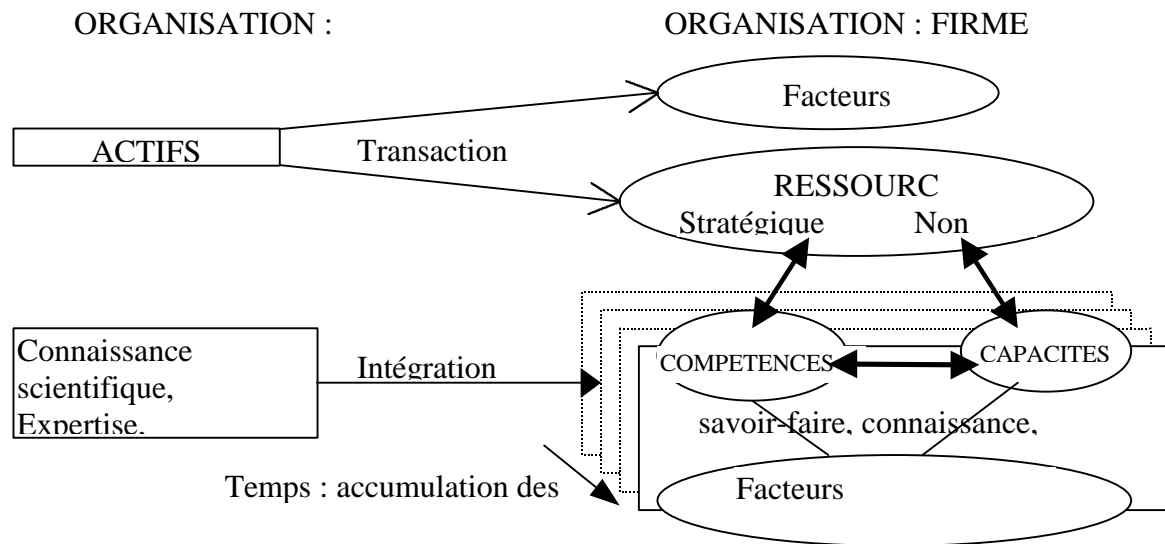 ORGANISATION : ORGANISATION : FIRME
Facteurs
ACTIFS Transaction
RESSOURC
Stratégique Non
Connaissance
scientifique,
Expertise.
Intégration
COMPETENCES CAPACITES
savoir-faire, connaissance,
Temps : accumulation des
Facteurs